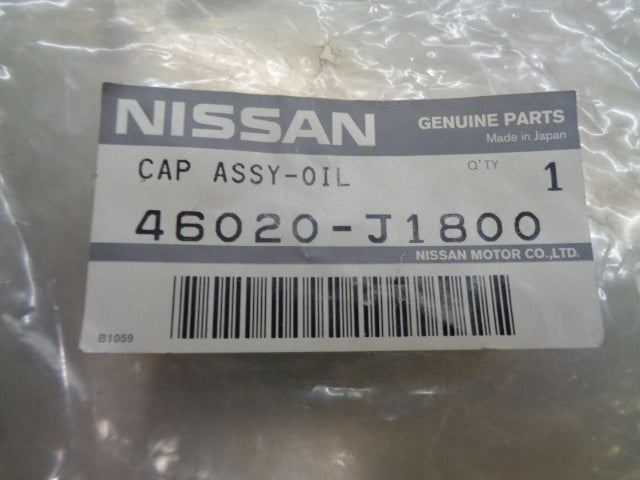 NISSAN GENUINE PARTS
Made in Japan
CAP ASSY-OIL Q'TY 1
46020-J1800
NISSAN MOTOR CO.,LTD.
B1059